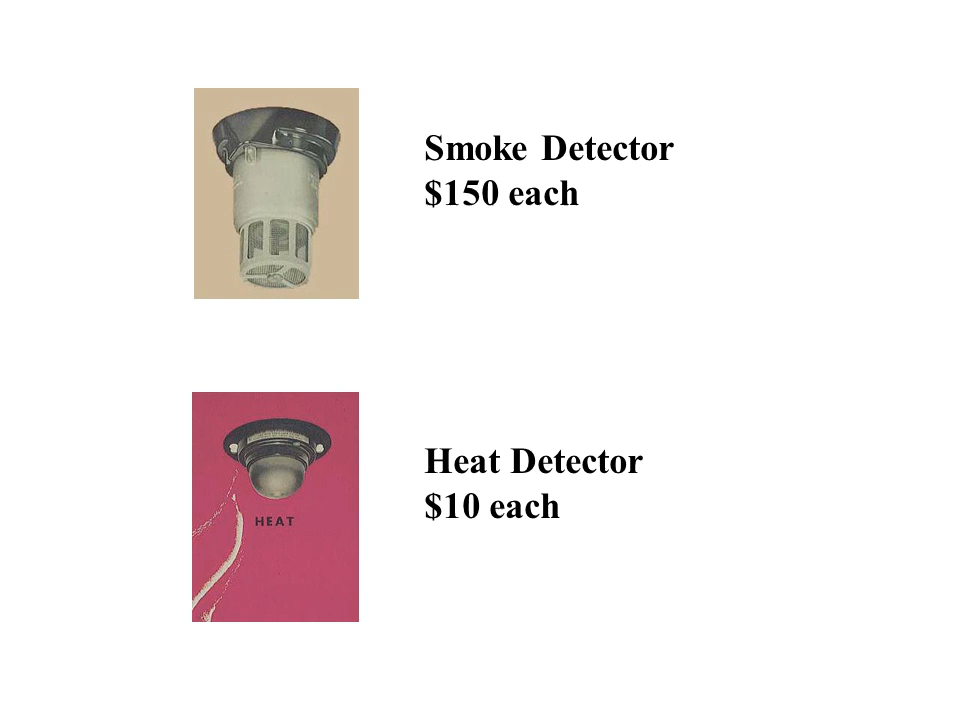 Smoke Detector
$150 each
HEAT
Heat Detector
$10 each